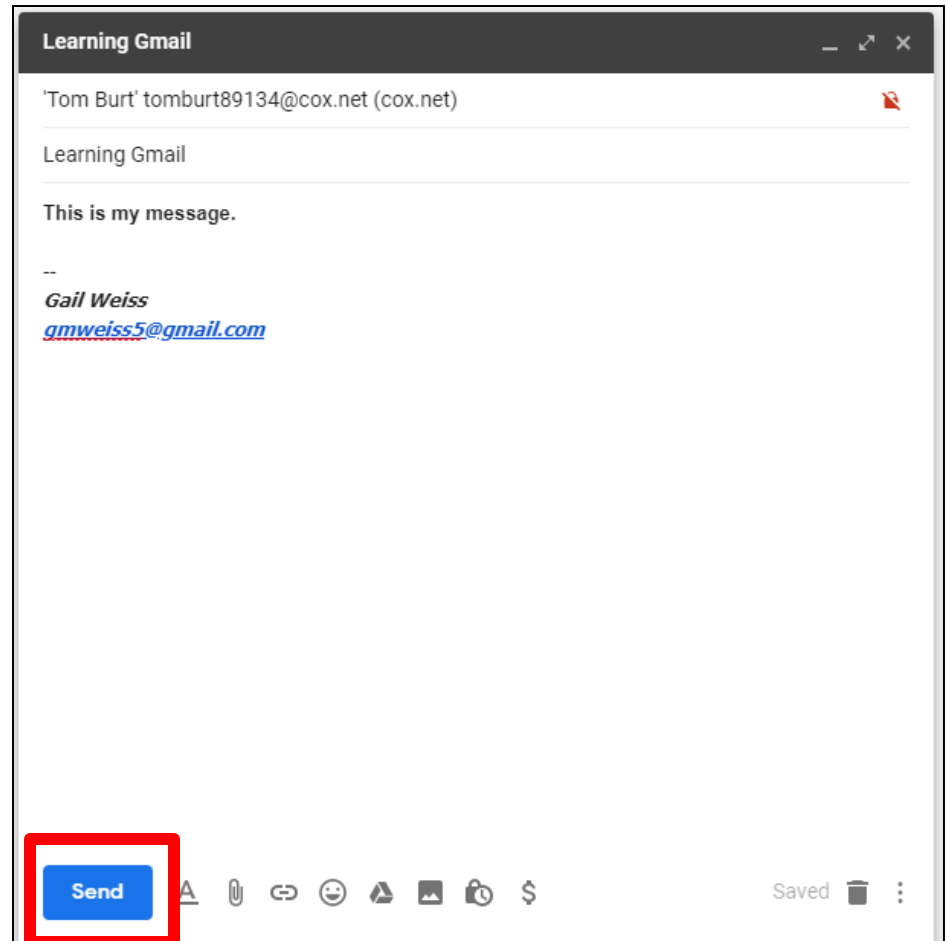 Learning Gmail
'Tom Burt' tomburt89134@cox.net (cox.net)
Learning Gmail
This is my message.
--
Gail Weiss
gmweiss5@gmail.com
Send A $ Saved